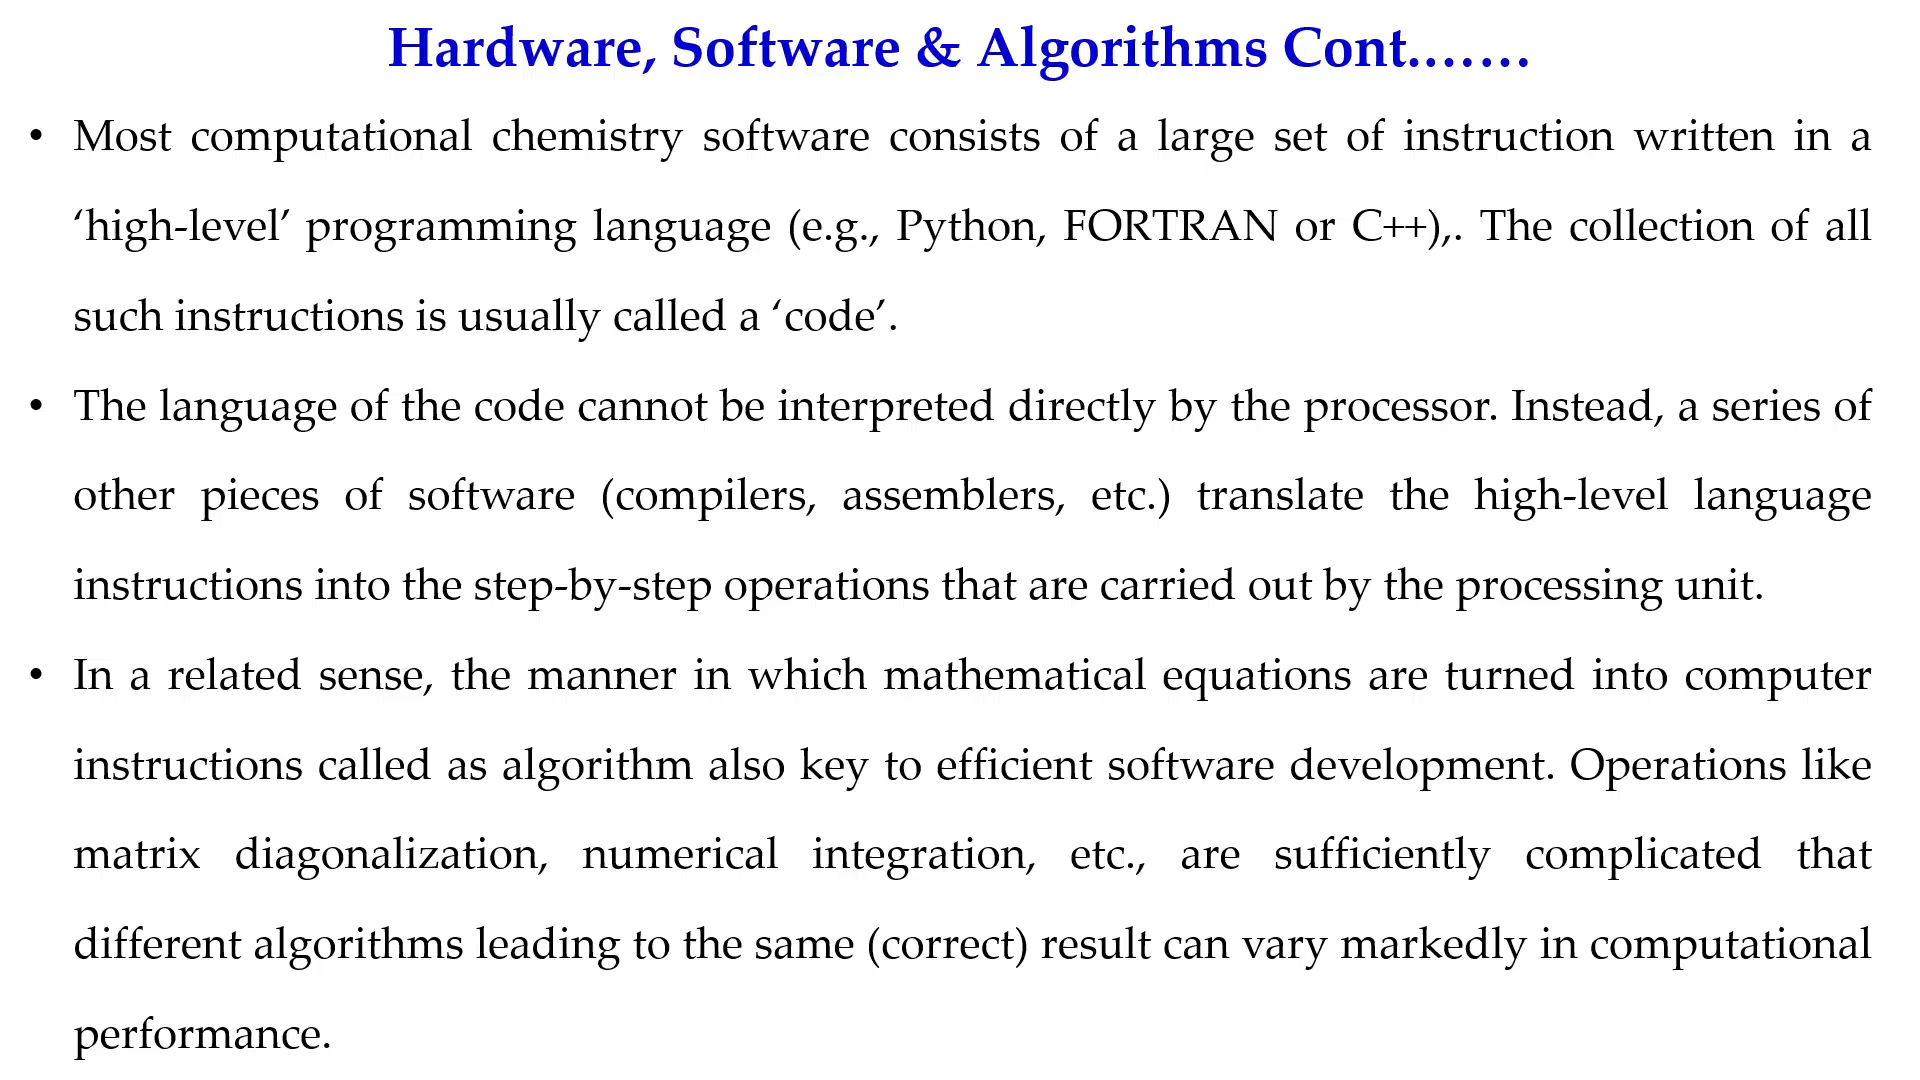 Hardware, Software & Algorithms Cont.……
• Most computational chemistry software consists of a large set of instruction written in a
‘high-level’ programming language (e.g., Python, FORTRAN or C++),. The collection of all
such instructions is usually called a ‘code’.
• The language of the code cannot be interpreted directly by the processor. Instead, a series of
other pieces of software (compilers, assemblers, etc.) translate the high-level language
instructions into the step-by-step operations that are carried out by the processing unit.
• In a related sense, the manner in which mathematical equations are turned into computer
instructions called as algorithm also key to efficient software development. Operations like
matrix diagonalization, numerical integration, etc., are sufficiently complicated that
different algorithms leading to the same (correct) result can vary markedly in computational
performance.